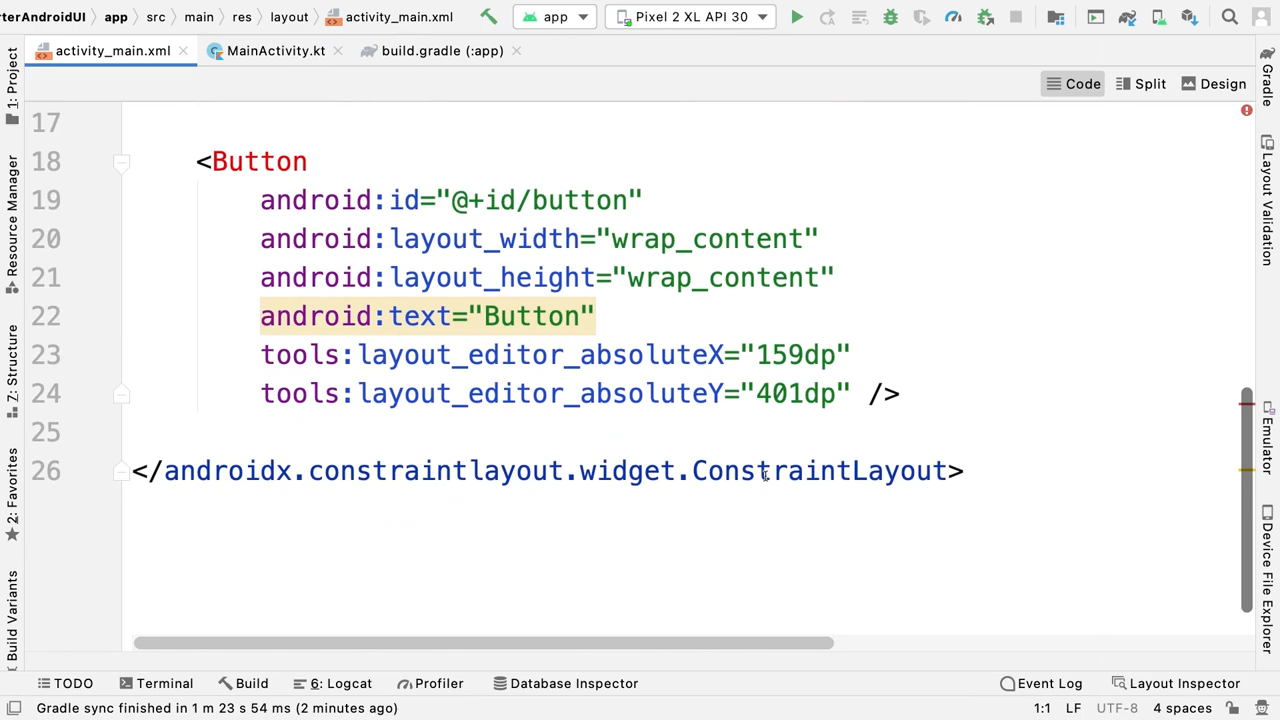 rterAndroidUI app src main res layout activity_main.xml app Pixel 2 XL API 30
activity_main.xml MainActivity.kt build.gradle (:app)
Code Split Design
1: Project
Resource Manager
Z: Structure
2: Favorites
Build Variants
17
18 <Button
19 android:id="@+id/button"
20 android:layout_width="wrap_content"
21 android:layout_height="wrap_content"
22 android:text="Button"
23 tools:layout_editor_absoluteX="159dp"
24 tools:layout_editor_absoluteY="401dp" />
25
26 </androidx.constraintlayout.widget.ConstraintLayout>
Gradle
Layout Validation
Emulator
Device File Explorer
TODO Terminal Build 6: Logcat Profiler Database Inspector Event Log Layout Inspector
Gradle sync finished in 1 m 23 s 54 ms (2 minutes ago) 1:1 LF UTF-8 4 spaces